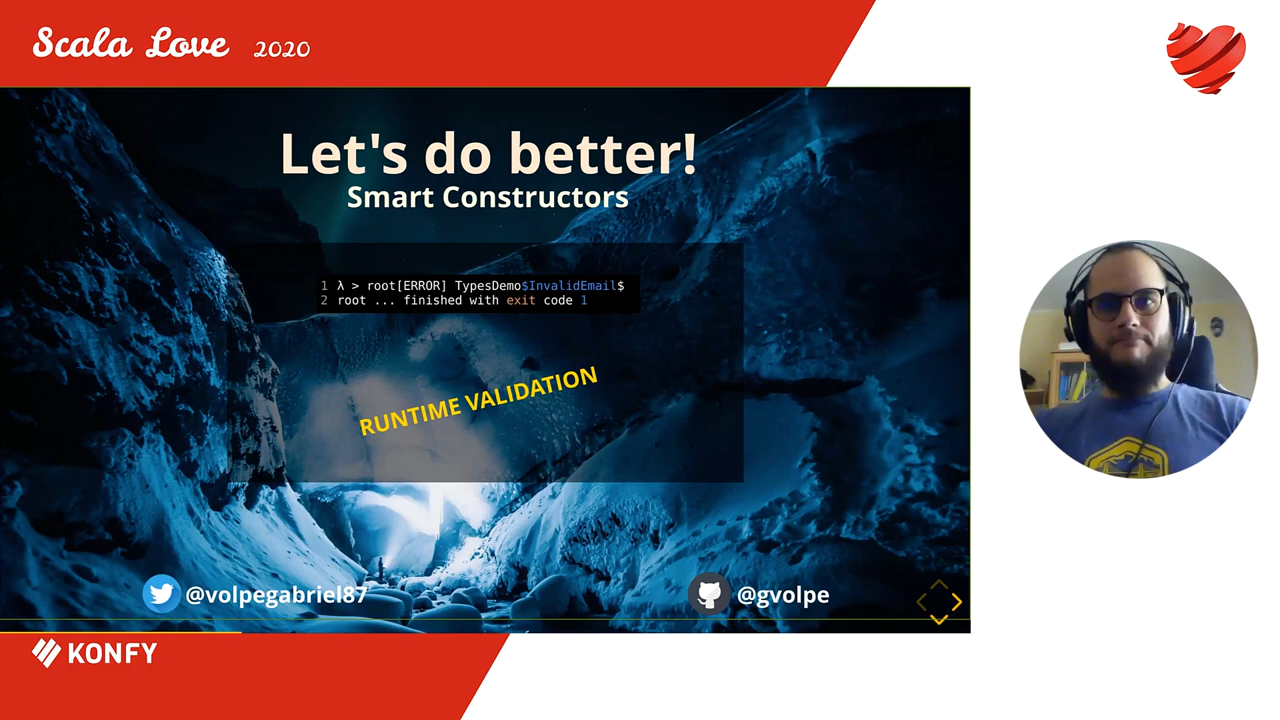 Scala Love 2020
Let's do better!
Smart Constructors
1 λ > root[ERROR] TypesDemo$InvalidEmail$
2 root ... finished with exit code 1
RUNTIME VALIDATION
@volpegabriel87
@gvolpe
KONFY